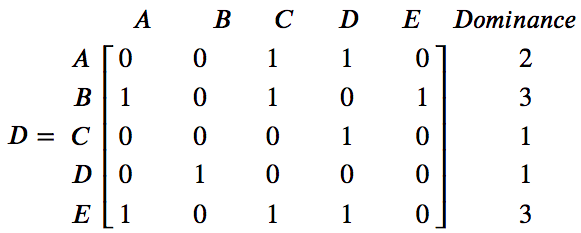 A B C D E Dominance
A 0 0 1 1 0 2
B 1 0 1 0 1 3
D = C 0 0 0 1 0 1
D 0 1 0 0 0 1
E 1 0 1 1 0 3